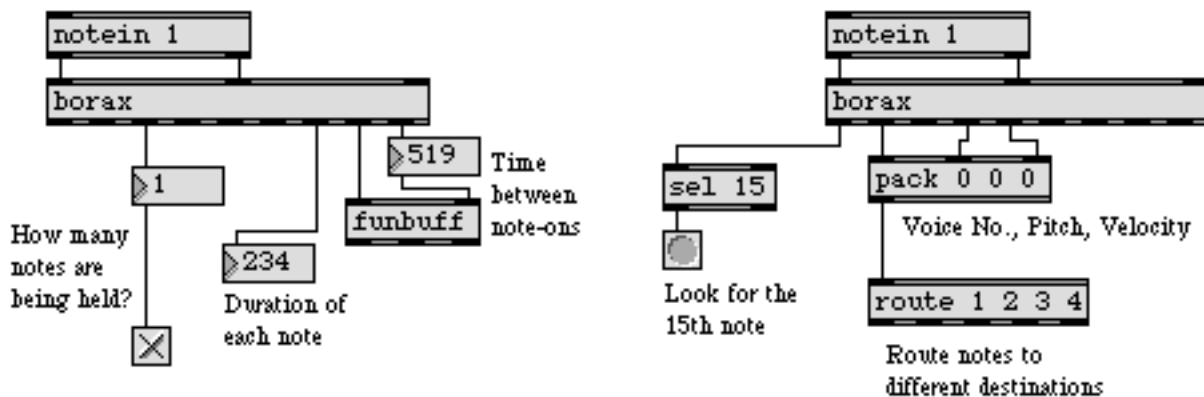 notein 1
borax
519
1
Time
between
note-ons
funbuff
How many
notes are
being held?
234
Duration of
each note
notein 1
borax
sel 15
pack 0 0 0
Voice No., Pitch, Velocity
Look for the
15th note
route 1 2 3 4
Route notes to
different destinations